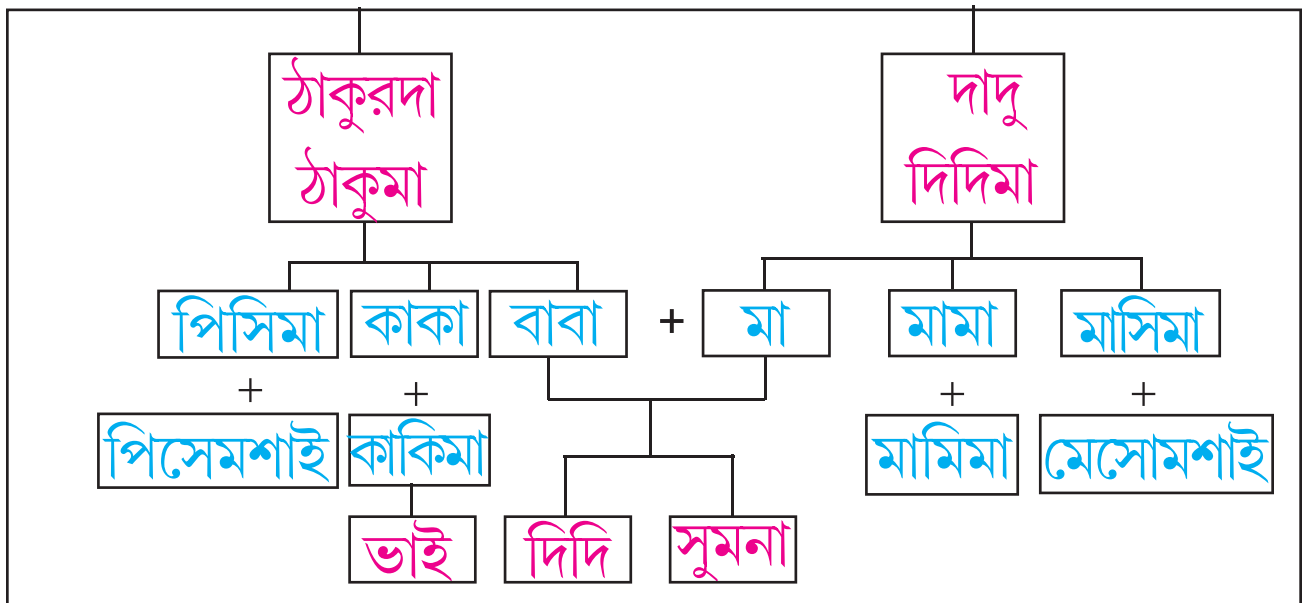 ঠাকুরদা
ঠাকুমা
দাদু
দিদিমা
পিসিমা
কাকা
বাবা
+
মা
মামা
মাসিমা
+
+
+
+
পিসেমশাই
কাকিমা
মামিমা
মেসোমশাই
ভাই
দিদি
সুমনা